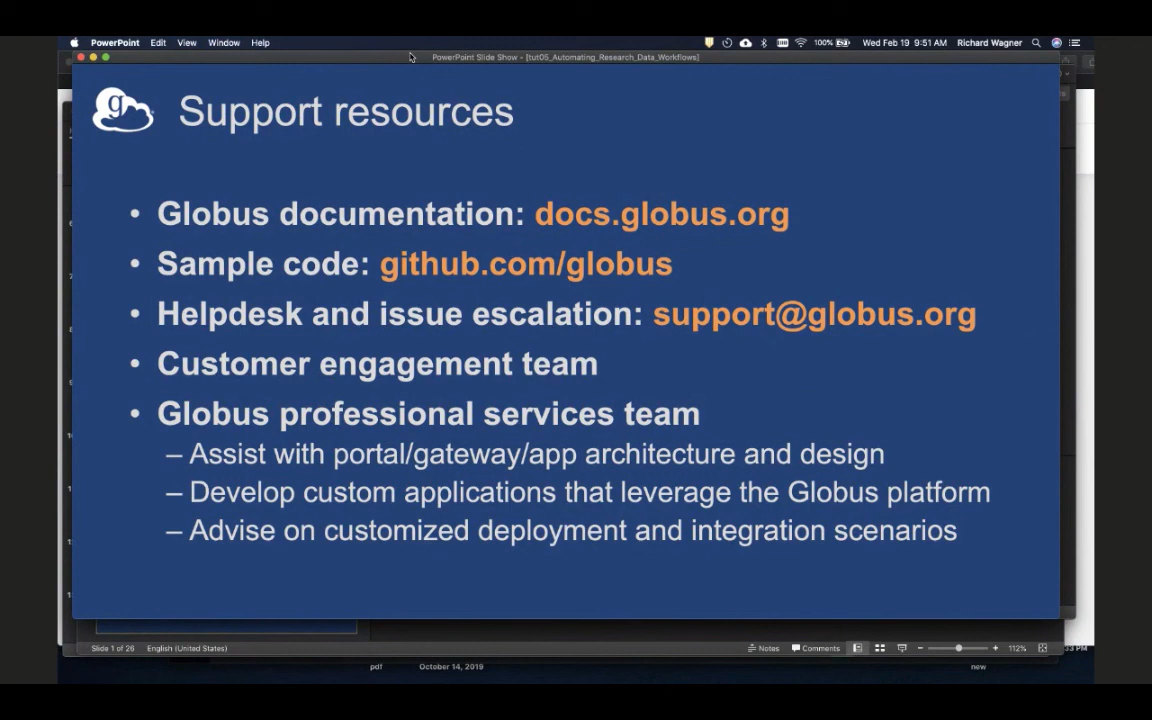 PowerPoint Edit View Window Help 100% Wed Feb 19 9:51 AM Richard Wagner
PowerPoint Slide Show - [tut05_Automating_Research_Data_Workflows]
g Support resources
• Globus documentation: docs.globus.org
• Sample code: github.com/globus
• Helpdesk and issue escalation: support@globus.org
• Customer engagement team
• Globus professional services team
– Assist with portal/gateway/app architecture and design
– Develop custom applications that leverage the Globus platform
– Advise on customized deployment and integration scenarios
Slide 1 of 26 English (United States) Notes Comments 112%
pdf October 14, 2019 new